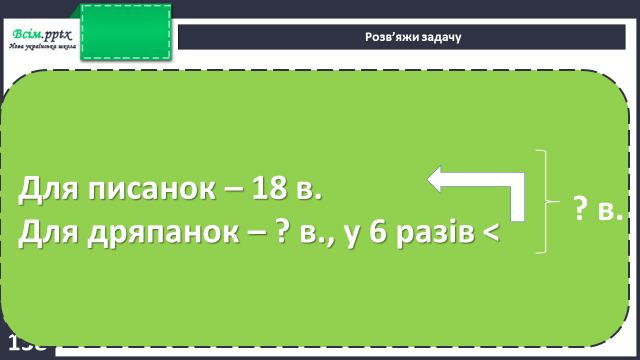 Всім.pptx
Нова українська школа
Розв’яжи задачу
Для писанок – 18 в.
Для дряпанок – ? в., у 6 разів <
? в.